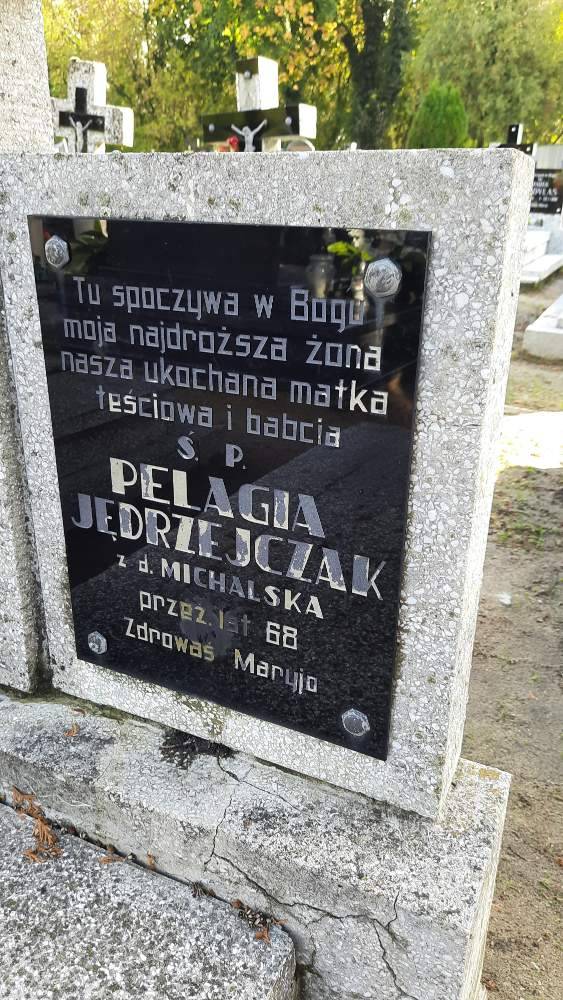 Tu spoczywa w Bogu
moja najdroższa żona
nasza ukochana matka
teściowa i babcia
Ś. P.
PELAGIA
JĘDRZEJCZAK
z d. MICHALSKA
przeż. lat 68
Zdrowaś Maryjo